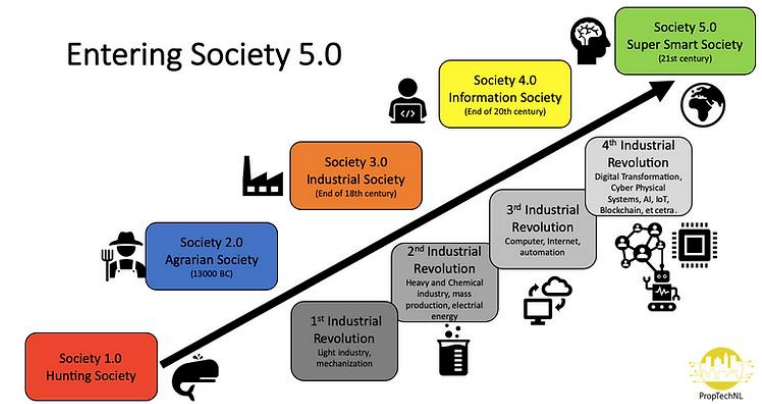 Entering Society 5.0
Society 5.0
Super Smart Society
(21st century)
Society 4.0
Information Society
(End of 20th century)
</>
Society 3.0
Industrial Society
(End of 18th century)
Society 2.0
Agrarian Society
(13000 BC)
Society 1.0
Hunting Society
4th Industrial
Revolution
Digital Transformation,
Cyber Physical
Systems, AI, IoT,
Blockchain, et cetra.
3rd Industrial
Revolution
Computer, Internet,
automation
2nd Industrial
Revolution
Heavy and Chemical
industry, mass
production, electrial
energy
1st Industrial
Revolution
Light industry,
mechanization
PropTechNL